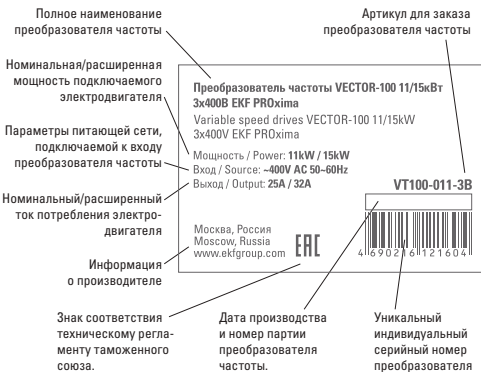 Полное наименование
преобразователя частоты
Артикул для заказа
преобразователя частоты
Номинальная/расширенная
мощность подключаемого
электродвигателя
Параметры питающей сети,
подключаемой к входу
преобразователя частоты
Номинальный/расширенный
ток потребления электро-
двигателя
Информация
о производителе
Преобразователь частоты VECTOR-100 11/15кВт
3х400В EKF PROxima
Variable speed drives VECTOR-100 11/15kW
3x400V EKF PROxima
Мощность / Power: 11kW / 15kW
Вход / Source: ~400V AC 50~60Hz
Выход / Output: 25A / 32A
VT100-011-3B
Москва, Россия
Moscow, Russia
www.ekfgroup.com
EAC
4 690216 121604
Знак соответствия
техническому регла-
менту таможенного
союза.
Дата производства
и номер партии
преобразователя
частоты.
Уникальный
индивидуальный
серийный номер
преобразователя